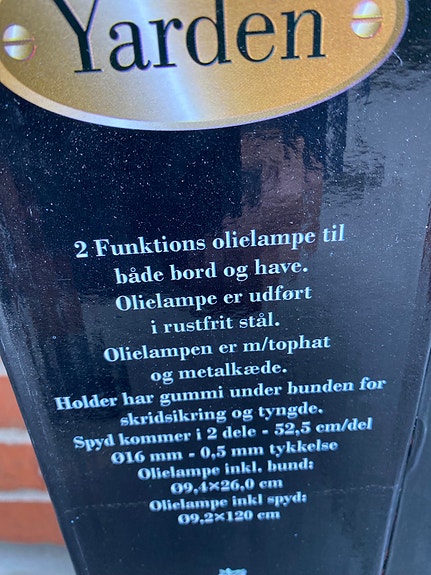 Yarden
2 Funktions olielampe til
både bord og have.
Olielampe er udført
i rustfrit stål.
Olielampen er m/tophat
og metalkæde.
Holder har gummi under bunden for
skridsikring og tyngde.
Spyd kommer i 2 dele - 52,5 cm/del
Ø16 mm - 0,5 mm tykkelse
Olielampe inkl. bund:
Ø9,4×26,0 cm
Olielampe inkl spyd:
Ø9,2×120 cm